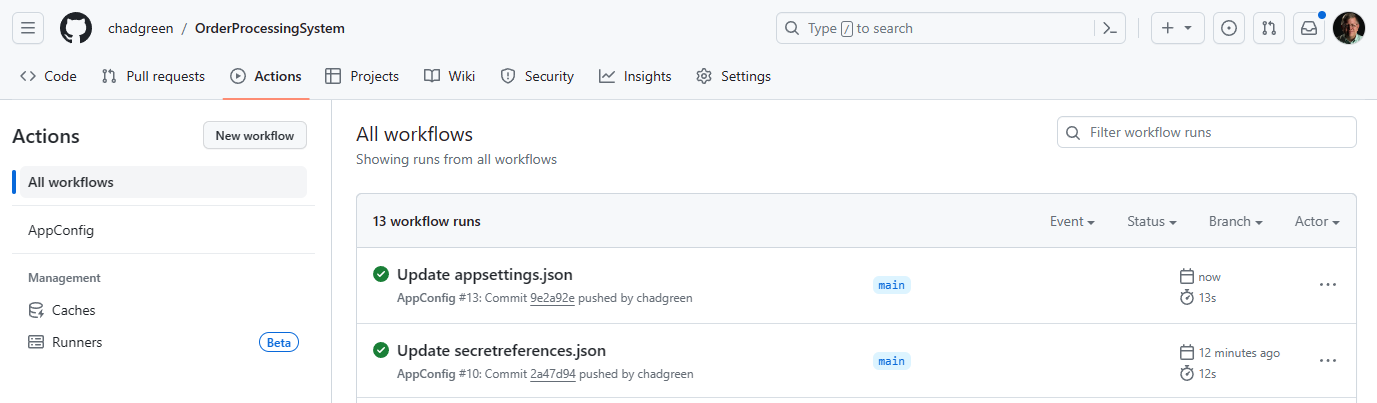 chadgreen / OrderProcessingSystem
Type / to search
Code
Pull requests
Actions
Projects
Wiki
Security
Insights
Settings
Actions
New workflow
All workflows
AppConfig
Management
Caches
Runners
Beta
All workflows
Showing runs from all workflows
Filter workflow runs
13 workflow runs
Event
Status
Branch
Actor
Update appsettings.json
AppConfig #13: Commit 9e2a92e pushed by chadgreen
main
now
13s
Update secretreferences.json
AppConfig #10: Commit 2a47d94 pushed by chadgreen
main
12 minutes ago
12s